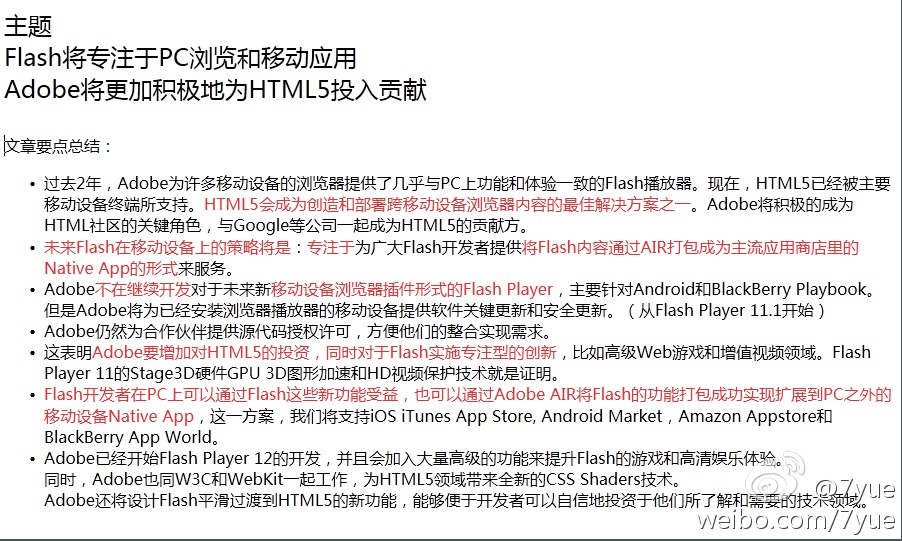 主题
Flash将专注于PC浏览和移动应用
Adobe将更加积极地为HTML5投入贡献
文章要点总结：
• 过去2年，Adobe为许多移动设备的浏览器提供了几乎与PC上功能和体验一致的Flash播放器。现在，HTML5已经被主要
移动设备终端所支持。HTML5会成为创造和部署跨移动设备浏览器内容的最佳解决方案之一。Adobe将积极的成为
HTML社区的关键角色，与Google等公司一起成为HTML5的贡献方。
• 未来Flash在移动设备上的策略将是：专注于为广大Flash开发者提供将Flash内容通过AIR打包成为主流应用商店里的
Native App的形式来服务。
• Adobe不在继续开发对于未来新移动设备浏览器插件形式的Flash Player，主要针对Android和BlackBerry Playbook。
但是Adobe将为已经安装浏览器播放器的移动设备提供软件关键更新和安全更新。（从Flash Player 11.1开始）
• Adobe仍然为合作伙伴提供源代码授权许可，方便他们的整合实现需求。
• 这表明Adobe要增加对HTML5的投资，同时对于Flash实施专注型的创新，比如高级Web游戏和增值视频领域。Flash
Player 11的Stage3D硬件GPU 3D图形加速和HD视频保护技术就是证明。
• Flash开发者在PC上可以通过Flash这些新功能受益，也可以通过Adobe AIR将Flash的功能打包成功实现扩展到PC之外的
移动设备Native App，这一方案，我们将支持iOS iTunes App Store, Android Market，Amazon Appstore和
BlackBerry App World。
• Adobe已经开始Flash Player 12的开发，并且会加入大量高级的功能来提升Flash的游戏和高清娱乐体验。
同时，Adobe也同W3C和WebKit一起工作，为HTML5领域带来全新的CSS Shaders技术。
Adobe还将设计Flash平滑过渡到HTML5的新功能，能够便于开发者可以自信地投资于他们所了解和需要的技术领域。
@7yue
weibo.com/7yue